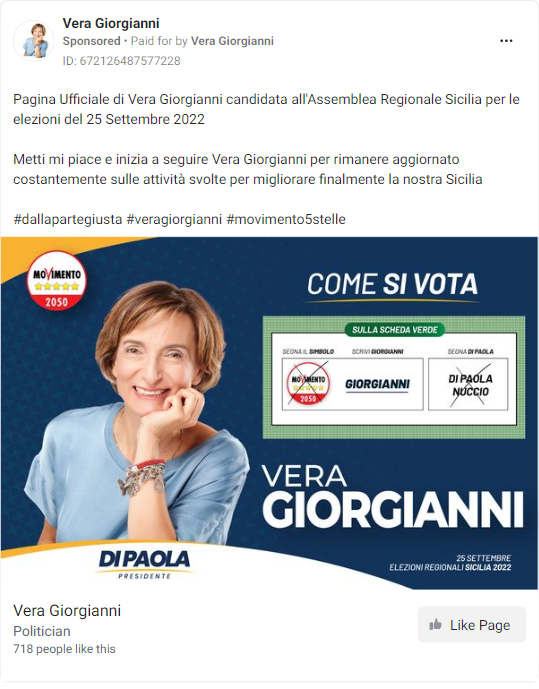 Vera Giorgianni
Sponsored • Paid for by Vera Giorgianni
ID: 672126487577228
Pagina Ufficiale di Vera Giorgianni candidata all'Assemblea Regionale Sicilia per le
elezioni del 25 Settembre 2022
Metti mi piace e inizia a seguire Vera Giorgianni per rimanere aggiornato
costantemente sulle attività svolte per migliorare finalmente la nostra Sicilia
#dallapartegiusta #veragiorgianni #movimento5stelle
MOVIMENTO
2050
COME SI VOTA
SULLA SCHEDA VERDE
SEGNA IL SIMBOLO SCRIVI GIORGIANNI SEGNA DI PAOLA
MOVIMENTO
2050
GIORGIANNI
DI PAOLA
NUCCIO
VERA
GIORGIANNI
DI PAOLA
PRESIDENTE
25 SETTEMBRE
ELEZIONI REGIONALI SICILIA 2022
Vera Giorgianni
Politician
718 people like this
Like Page